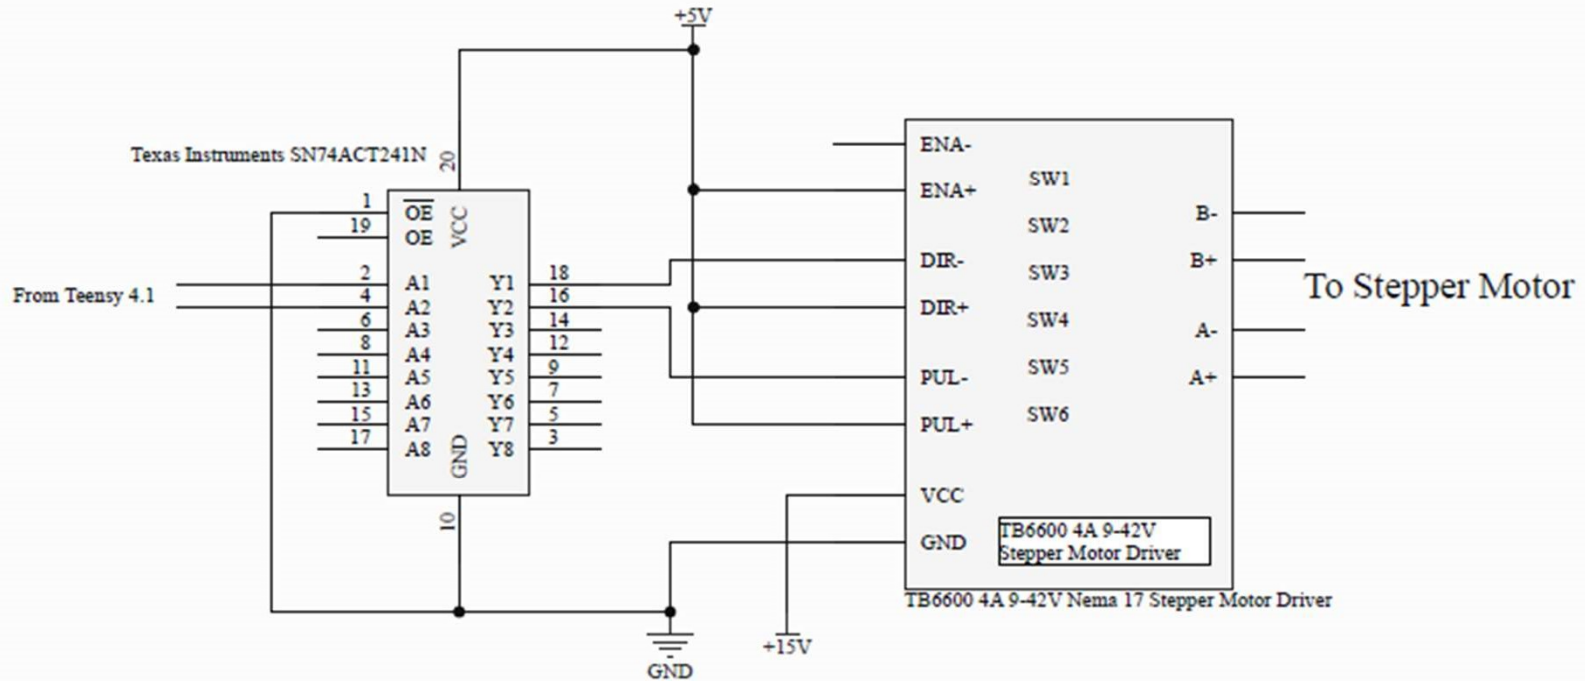 +5V
Texas Instruments SN74ACT241N
20
1
OE
VCC
19
OE
From Teensy 4.1
2
A1
Y1
18
4
A2
Y2
16
6
A3
Y3
14
8
A4
Y4
12
11
A5
Y5
9
13
A6
Y6
7
15
A7
Y7
5
17
A8
GND
Y8
3
10
ENA-
ENA+
DIR-
DIR+
PUL-
PUL+
VCC
GND
SW1
SW2
SW3
SW4
SW5
SW6
B-
B+
A-
A+
To Stepper Motor
TB6600 4A 9-42V
Stepper Motor Driver
TB6600 4A 9-42V Nema 17 Stepper Motor Driver
+15V
GND